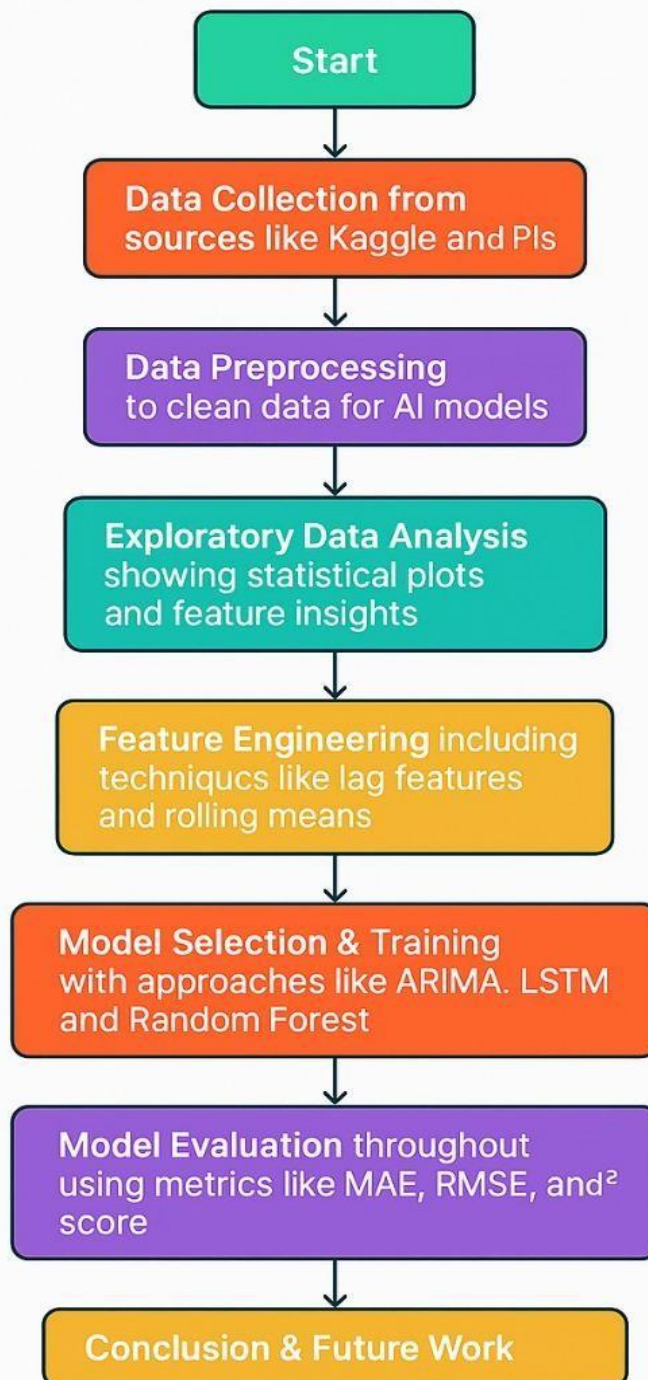 Start
Data Collection from
sources like Kaggle and PIs
Data Preprocessing
to clean data for AI models
Exploratory Data Analysis
showing statistical plots
and feature insights
Feature Engineering including
techniqucs like lag features
and rolling means
Model Selection & Training
with approaches like ARIMA. LSTM
and Random Forest
Model Evaluation throughout
using metrics like MAE, RMSE, and²
score
Conclusion & Future Work